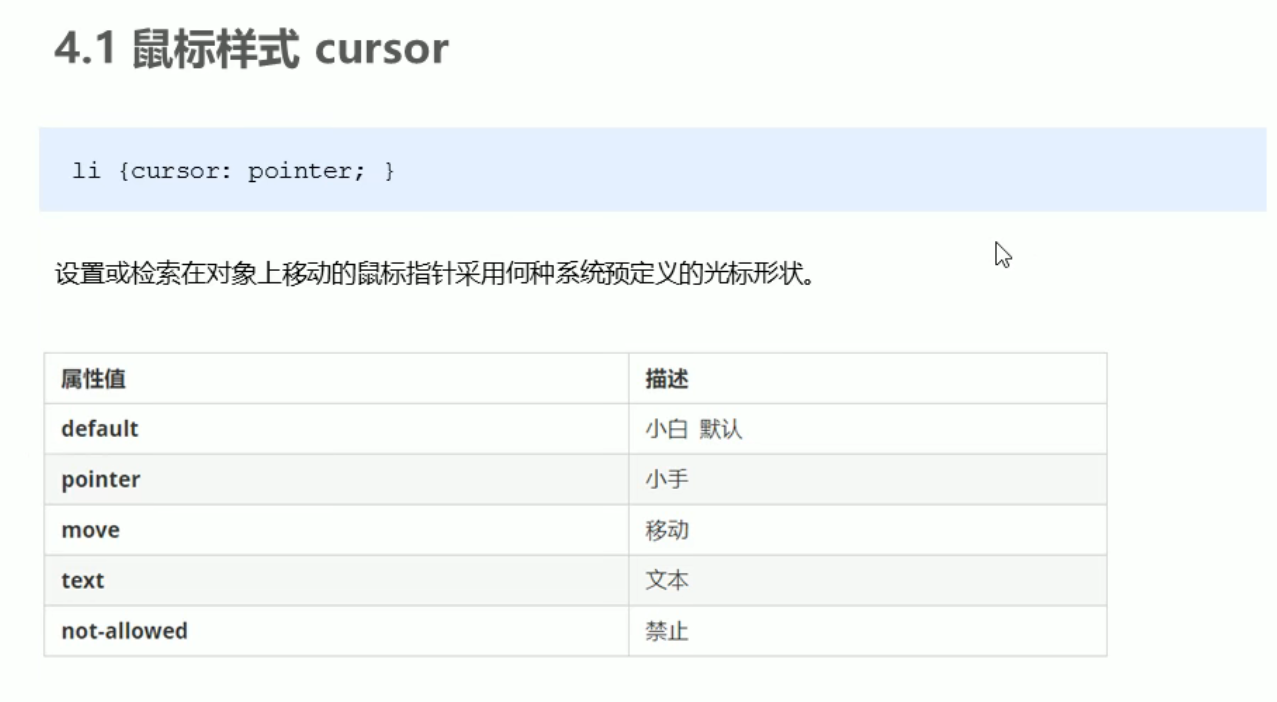 4.1 鼠标样式 cursor
li {cursor: pointer; }
设置或检索在对象上移动的鼠标指针采用何种系统预定义的光标形状。
属性值 描述
default 小白 默认
pointer 小手
move 移动
text 文本
not-allowed 禁止